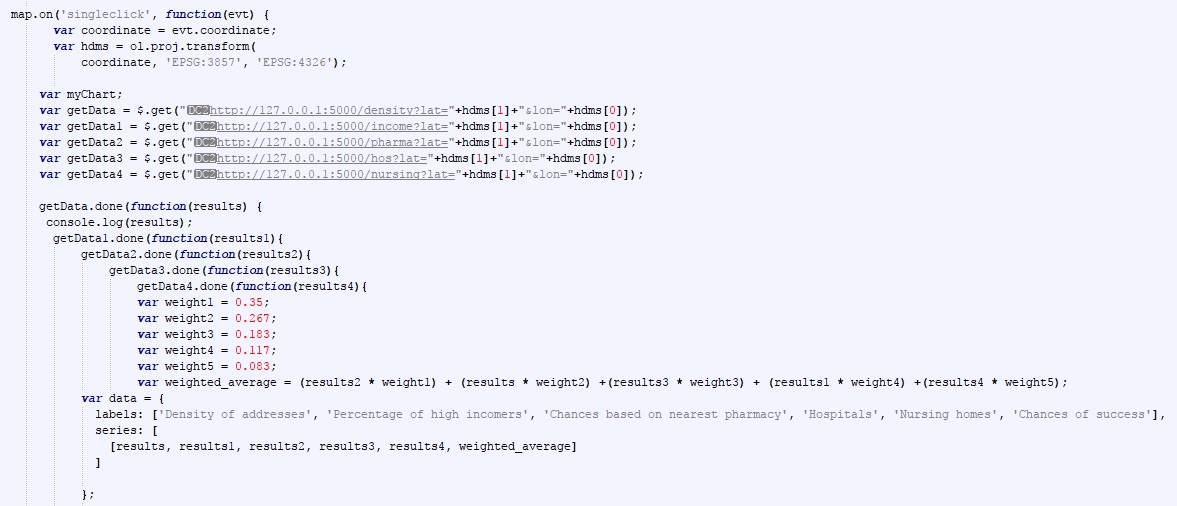 map.on('singleclick', function(evt) {
var coordinate = evt.coordinate;
var hdms = ol.proj.transform(
coordinate, 'EPSG:3857', 'EPSG:4326');
var myChart;
var getData = $.get("DC2http://127.0.0.1:5000/density?lat="+hdms[1]+"&lon="+hdms[0]);
var getData1 = $.get("DC2http://127.0.0.1:5000/income?lat="+hdms[1]+"&lon="+hdms[0]);
var getData2 = $.get("DC2http://127.0.0.1:5000/pharma?lat="+hdms[1]+"&lon="+hdms[0]);
var getData3 = $.get("DC2http://127.0.0.1:5000/hos?lat="+hdms[1]+"&lon="+hdms[0]);
var getData4 = $.get("DC2http://127.0.0.1:5000/nursing?lat="+hdms[1]+"&lon="+hdms[0]);
getData.done(function(results) {
console.log(results);
getData1.done(function(results1){
getData2.done(function(results2){
getData3.done(function(results3){
getData4.done(function(results4){
var weight1 = 0.35;
var weight2 = 0.267;
var weight3 = 0.183;
var weight4 = 0.117;
var weight5 = 0.083;
var weighted_average = (results2 * weight1) + (results * weight2) +(results3 * weight3) + (results1 * weight4) +(results4 * weight5);
var data = {
labels: ['Density of addresses', 'Percentage of high incomers', 'Chances based on nearest pharmacy', 'Hospitals', 'Nursing homes', 'Chances of success'],
series: [
[results, results1, results2, results3, results4, weighted_average]
]
};